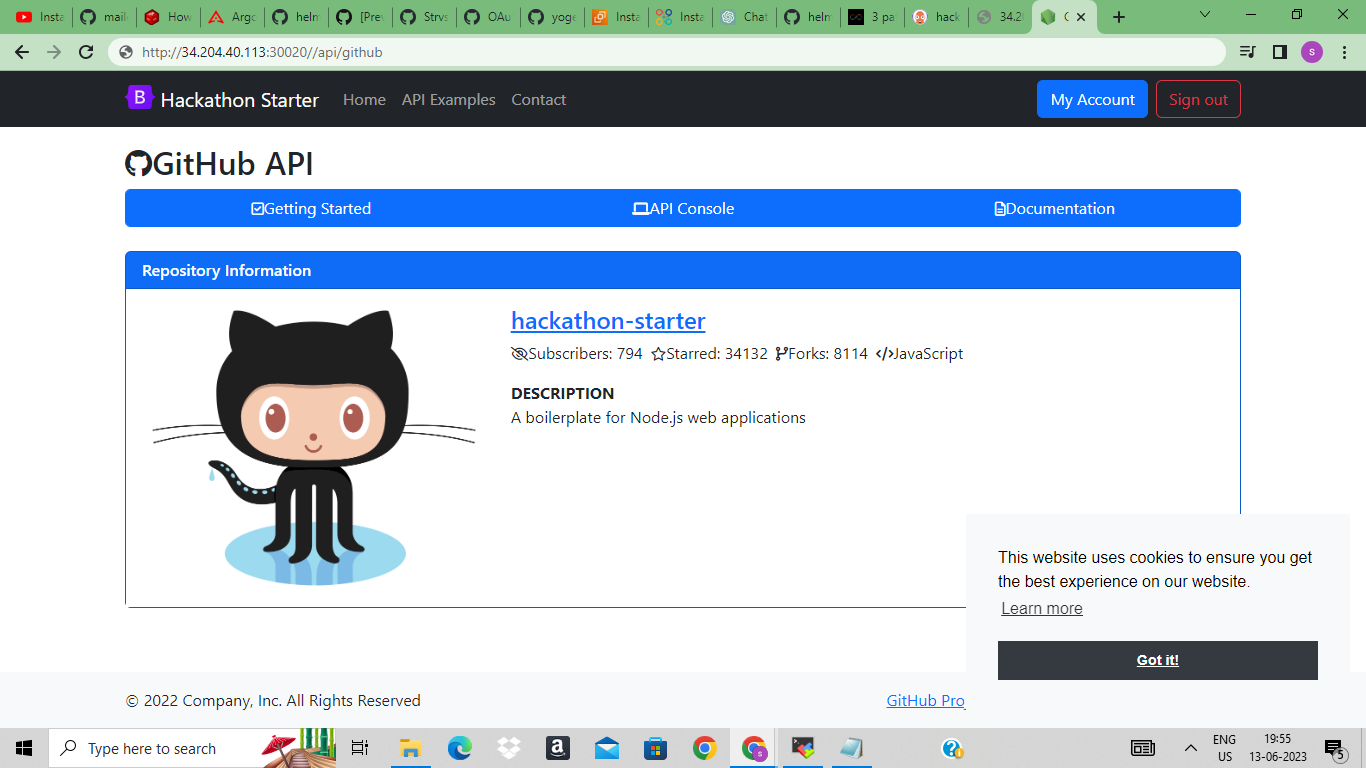 Insta
mail
How
Argo
helm
[Prev
Strvs
OAu
yoge
Insta
Insta
Chat
helm
3 pa
hack
34.2
http://34.204.40.113:30020//api/github
s
B
Hackathon Starter
Home
API Examples
Contact
My Account
Sign out
GitHub API
Getting Started
API Console
Documentation
Repository Information
hackathon-starter
Subscribers: 794 Starred: 34132 Forks: 8114 JavaScript
DESCRIPTION
A boilerplate for Node.js web applications
This website uses cookies to ensure you get
the best experience on our website.
Learn more
Got it!
© 2022 Company, Inc. All Rights Reserved
GitHub Pro
Type here to search
ENG
US
19:55
13-06-2023
5